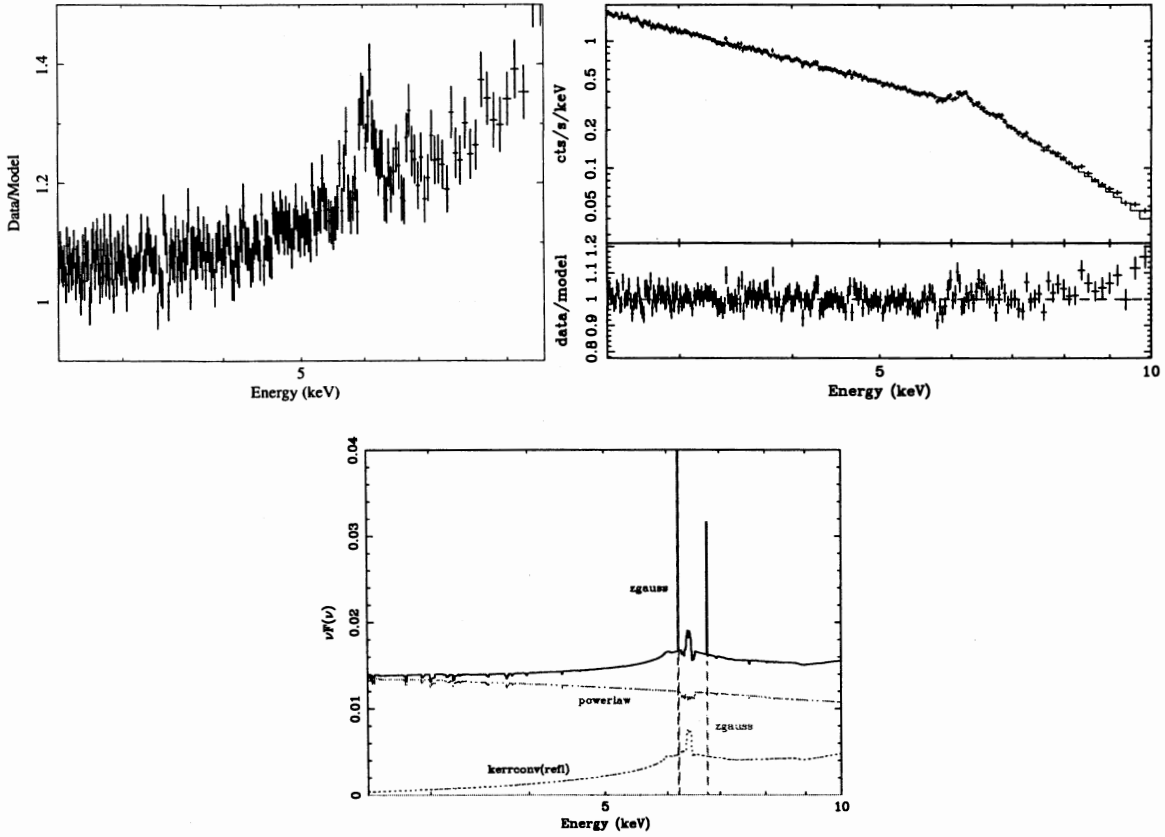 Data/Model
1
1.2
1.4
5
Energy (keV)
cts/s/keV
1
0.5
0.2
0.1
0.05
data/model
0.8 0.9 1 1.1 1.2
5
10
Energy (keV)
νF(ν)
0
0.01
0.02
0.03
0.04
zgauss
powerlaw
zgauss
kerrconv(refl)
5
10
Energy (keV)